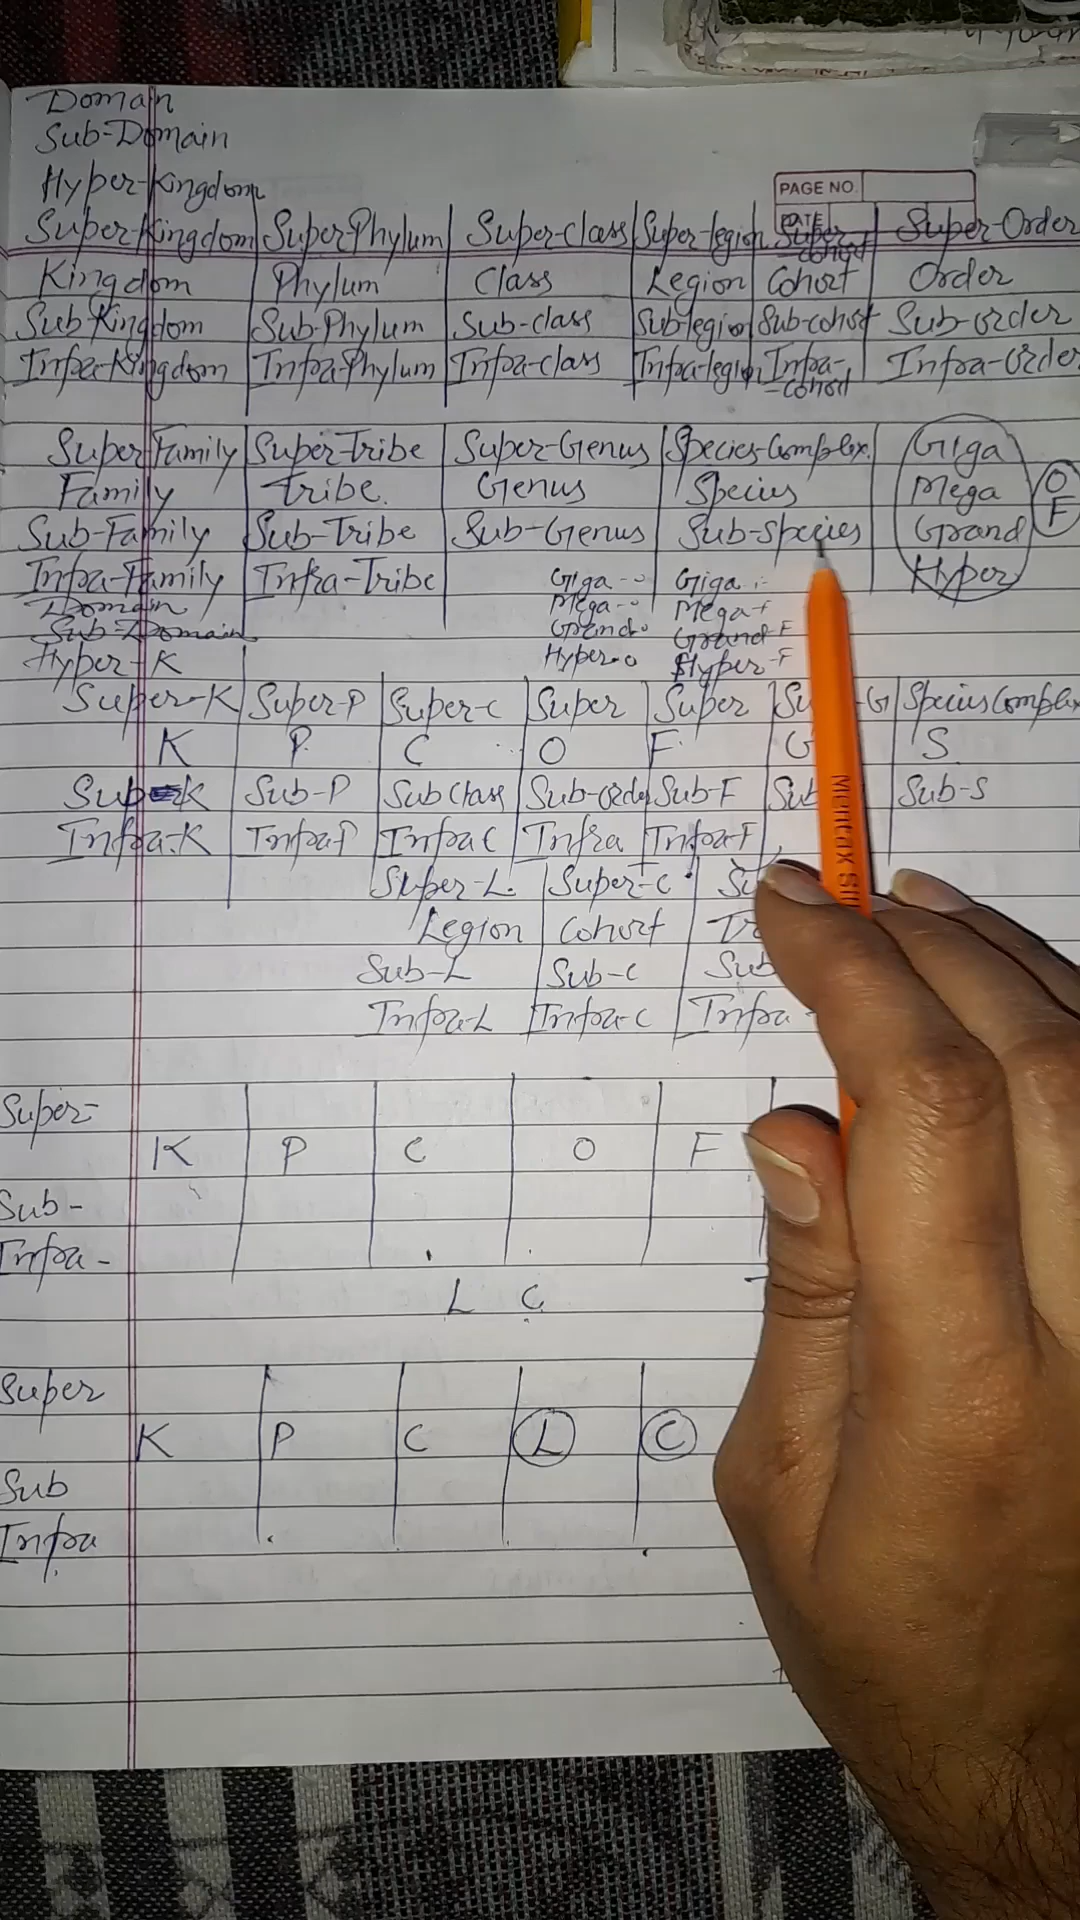 Domain
Sub-Domain
Hyper-Kingdom
PAGE NO.
DATE
Super-Kingdom Super Phylum Super-class Super-legion Super-cohort Super-Order
Kingdom Phylum Class Legion Cohort Order
Sub Kingdom Sub-Phylum Sub-class Sub-legion Sub-cohort Sub-order
Infra-Kingdom Infra-Phylum Infra-class Infra-legion Infra-cohort Infra-order
Super Family Super-Tribe Super-Genus Species-Complex Giga
Family Tribe. Genus Species Mega O
Sub-Family Sub-Tribe Sub-Genus Sub-Species Grand F
Infra-Family Infra-Tribe Giga-o Giga Hyper
Domain Mega-o Mega-F
Sub-Domain Grand-o Grand-F
Hyper-K Hyper-o Hyper-F
Super-K Super-P Super-C Super Super Su -G Species Complex
K P C O F G S
Sub-K Sub-P Sub Class Sub-order Sub-F Sub Sub-S
Infra-K Infra-P Infra C Infra Infra-F
Super-L. Super-C Su
Legion Cohort Tr
Sub-L Sub-C Sub
Infra-L Infra-C Infra-
Super-
K P C O F
Sub-
Infra-
L C
Super
K P C L C
Sub
Infra
Mentax